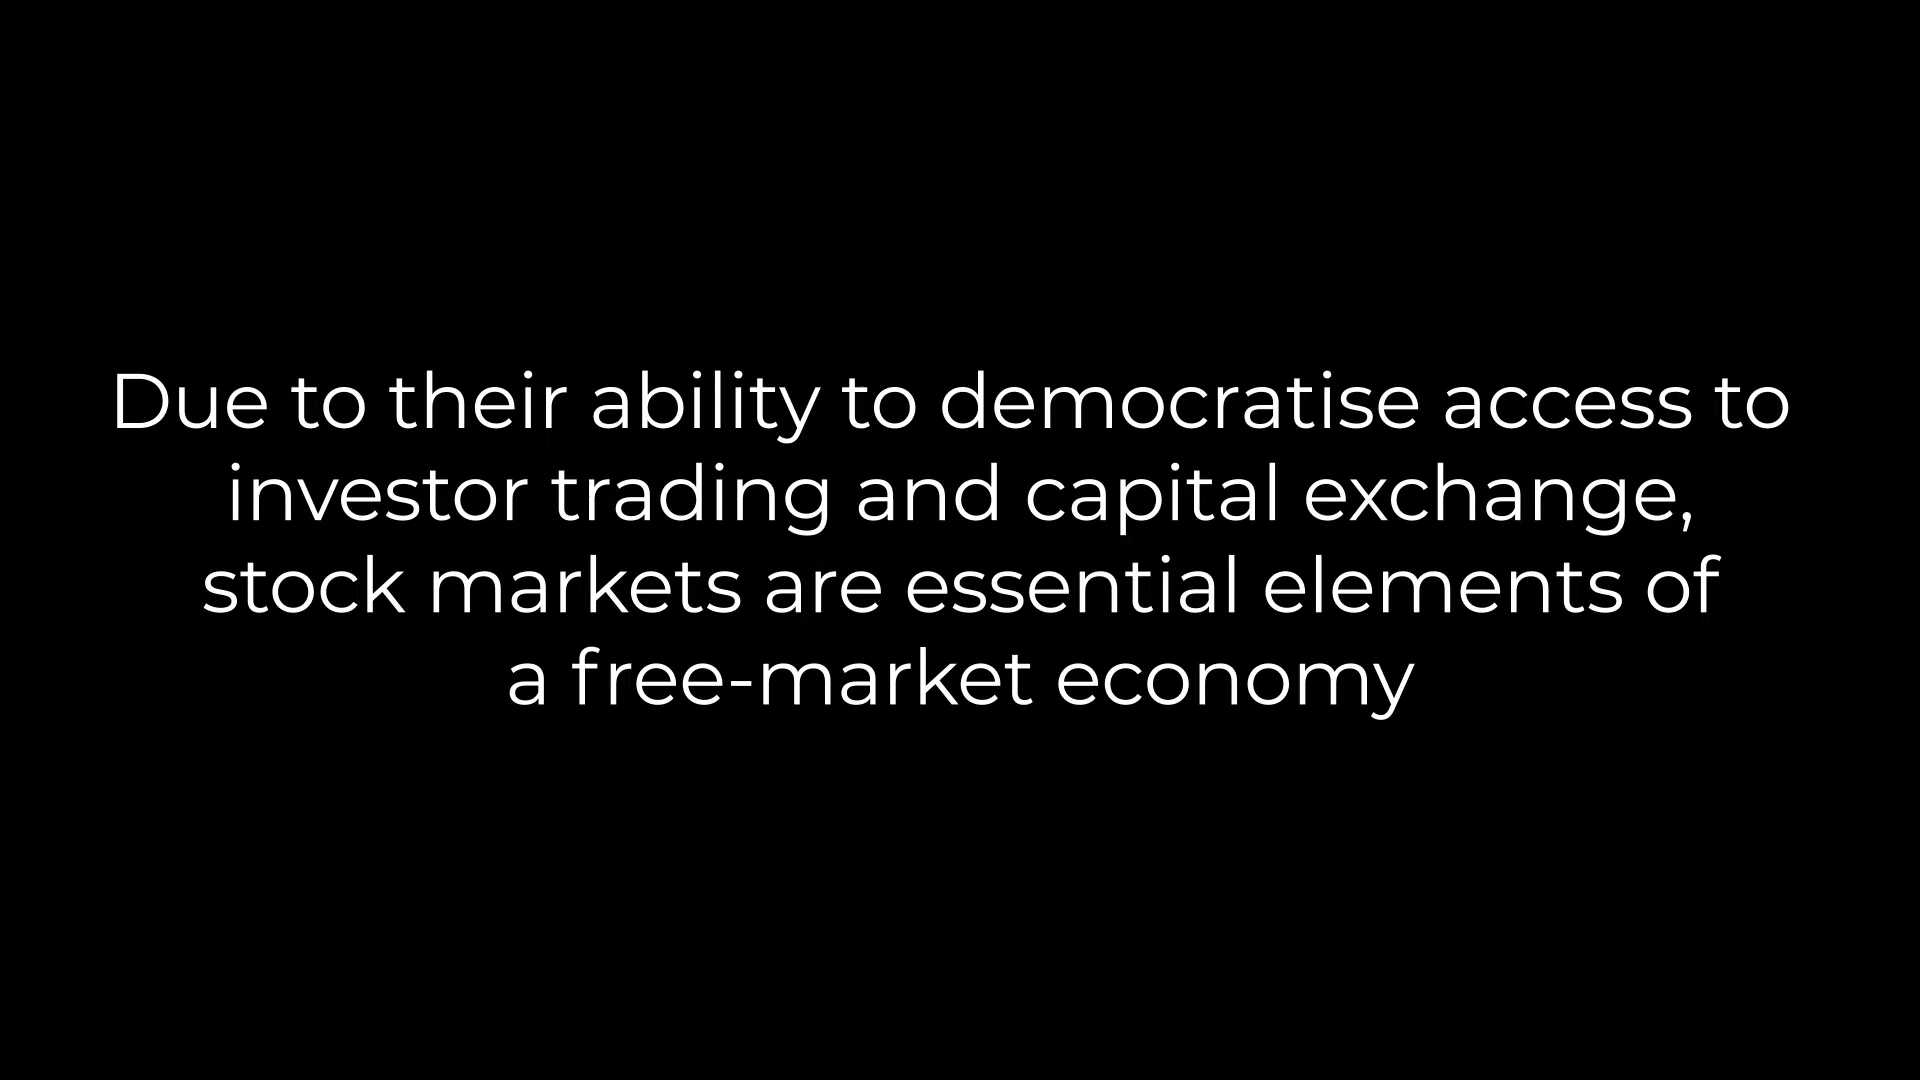 Due to their ability to democratise access to
investor trading and capital exchange,
stock markets are essential elements of
a free-market economy